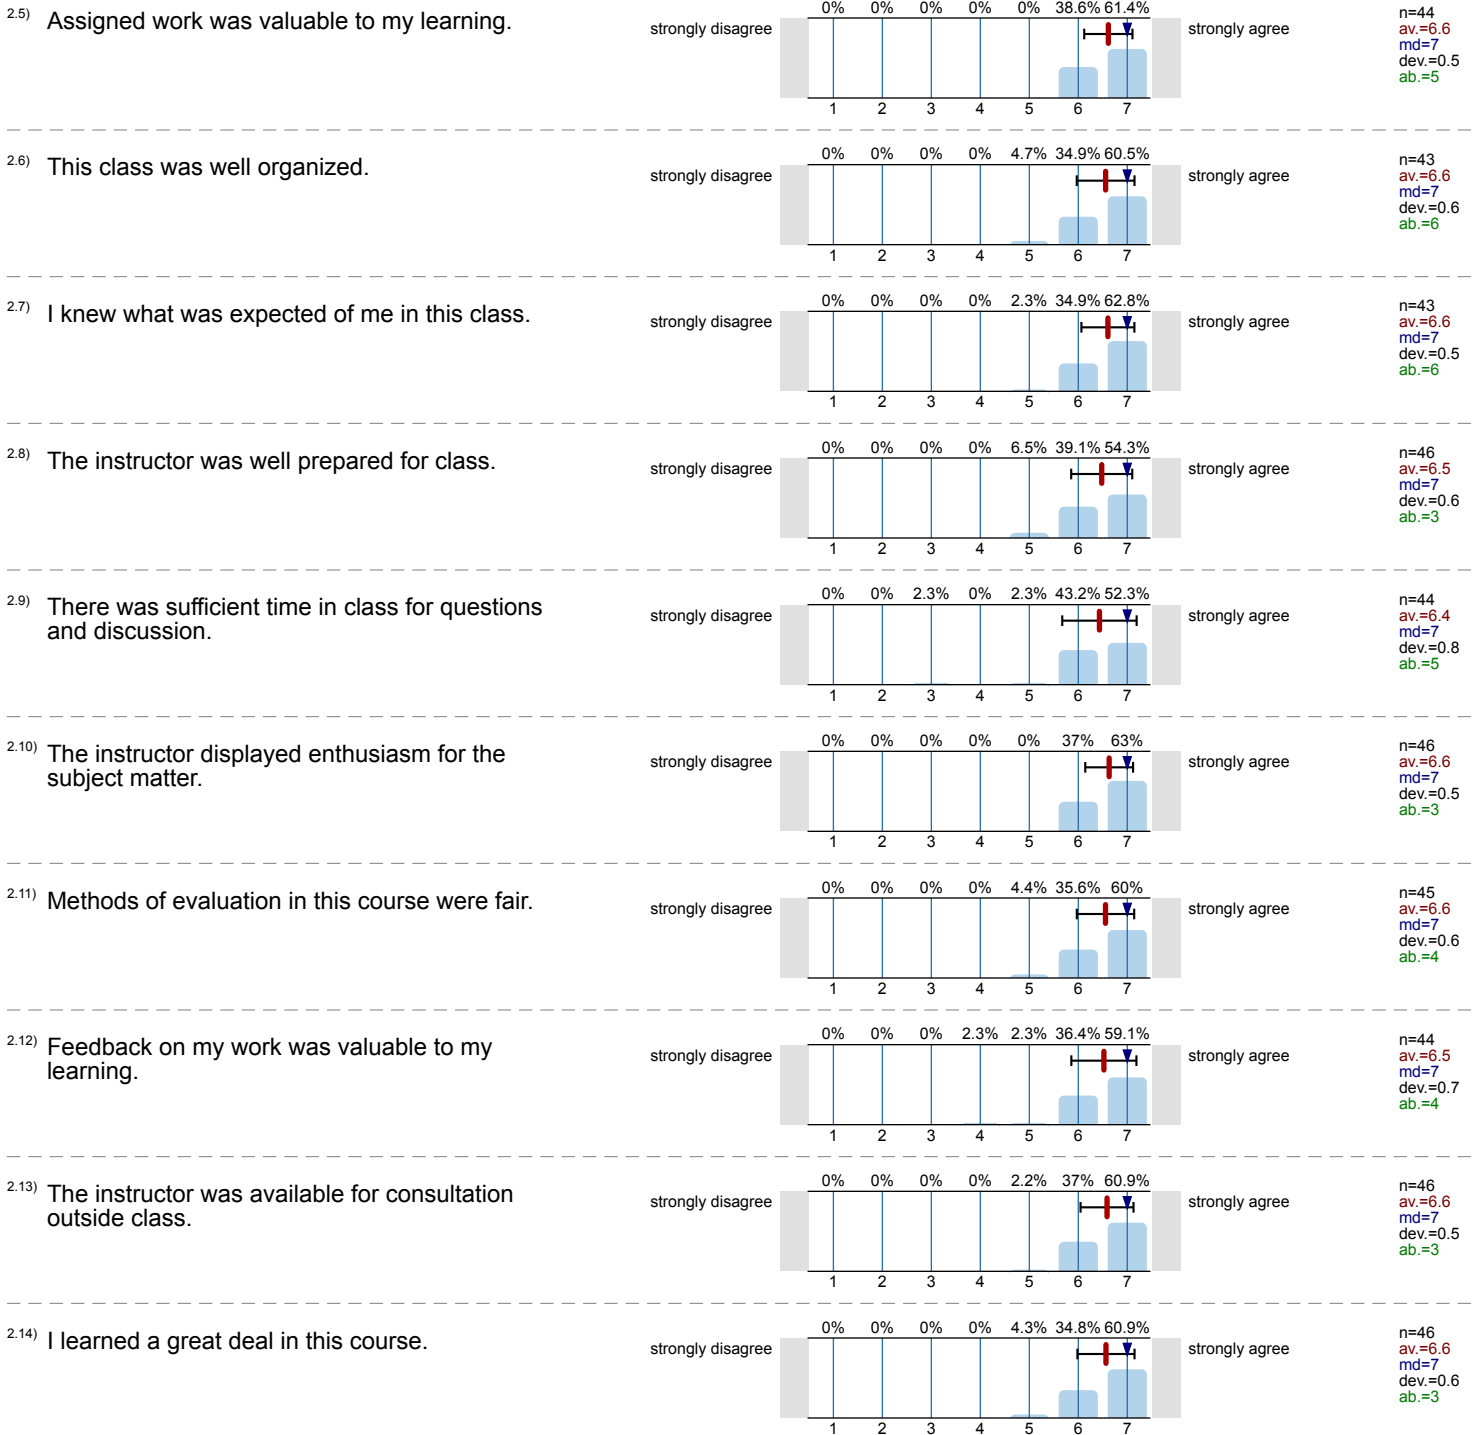 2.5) Assigned work was valuable to my learning.
strongly disagree
0% 0% 0% 0% 0% 38.6% 61.4%
1 2 3 4 5 6 7
strongly agree
n=44
av.=6.6
md=7
dev.=0.5
ab.=5
2.6) This class was well organized.
strongly disagree
0% 0% 0% 0% 4.7% 34.9% 60.5%
1 2 3 4 5 6 7
strongly agree
n=43
av.=6.6
md=7
dev.=0.6
ab.=6
2.7) I knew what was expected of me in this class.
strongly disagree
0% 0% 0% 0% 2.3% 34.9% 62.8%
1 2 3 4 5 6 7
strongly agree
n=43
av.=6.6
md=7
dev.=0.5
ab.=6
2.8) The instructor was well prepared for class.
strongly disagree
0% 0% 0% 0% 6.5% 39.1% 54.3%
1 2 3 4 5 6 7
strongly agree
n=46
av.=6.5
md=7
dev.=0.6
ab.=3
2.9) There was sufficient time in class for questions
and discussion.
strongly disagree
0% 0% 2.3% 0% 2.3% 43.2% 52.3%
1 2 3 4 5 6 7
strongly agree
n=44
av.=6.4
md=7
dev.=0.8
ab.=5
2.10) The instructor displayed enthusiasm for the
subject matter.
strongly disagree
0% 0% 0% 0% 0% 37% 63%
1 2 3 4 5 6 7
strongly agree
n=46
av.=6.6
md=7
dev.=0.5
ab.=3
2.11) Methods of evaluation in this course were fair.
strongly disagree
0% 0% 0% 0% 4.4% 35.6% 60%
1 2 3 4 5 6 7
strongly agree
n=45
av.=6.6
md=7
dev.=0.6
ab.=4
2.12) Feedback on my work was valuable to my
learning.
strongly disagree
0% 0% 0% 2.3% 2.3% 36.4% 59.1%
1 2 3 4 5 6 7
strongly agree
n=44
av.=6.5
md=7
dev.=0.7
ab.=4
2.13) The instructor was available for consultation
outside class.
strongly disagree
0% 0% 0% 0% 2.2% 37% 60.9%
1 2 3 4 5 6 7
strongly agree
n=46
av.=6.6
md=7
dev.=0.5
ab.=3
2.14) I learned a great deal in this course.
strongly disagree
0% 0% 0% 0% 4.3% 34.8% 60.9%
1 2 3 4 5 6 7
strongly agree
n=46
av.=6.6
md=7
dev.=0.6
ab.=3